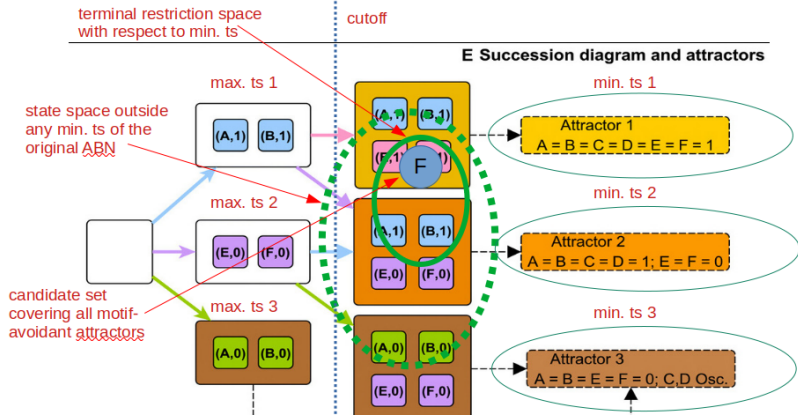 terminal restriction space
with respect to min. ts
cutoff
E Succession diagram and attractors
max. ts 1
min. ts 1
state space outside
any min. ts of the
original ABN
(A,1) (B,1)
(A,1) (B,1)
F
Attractor 1
A = B = C = D = E = F = 1
max. ts 2
min. ts 2
(E,0) (F,0)
(A,1) (B,1)
(E,0) (F,0)
Attractor 2
A = B = C = D = 1; E = F = 0
candidate set
covering all motif-
avoidant attractors
max. ts 3
min. ts 3
(A,0) (B,0)
(A,0) (B,0)
(E,0) (F,0)
Attractor 3
A = B = E = F = 0; C,D Osc.